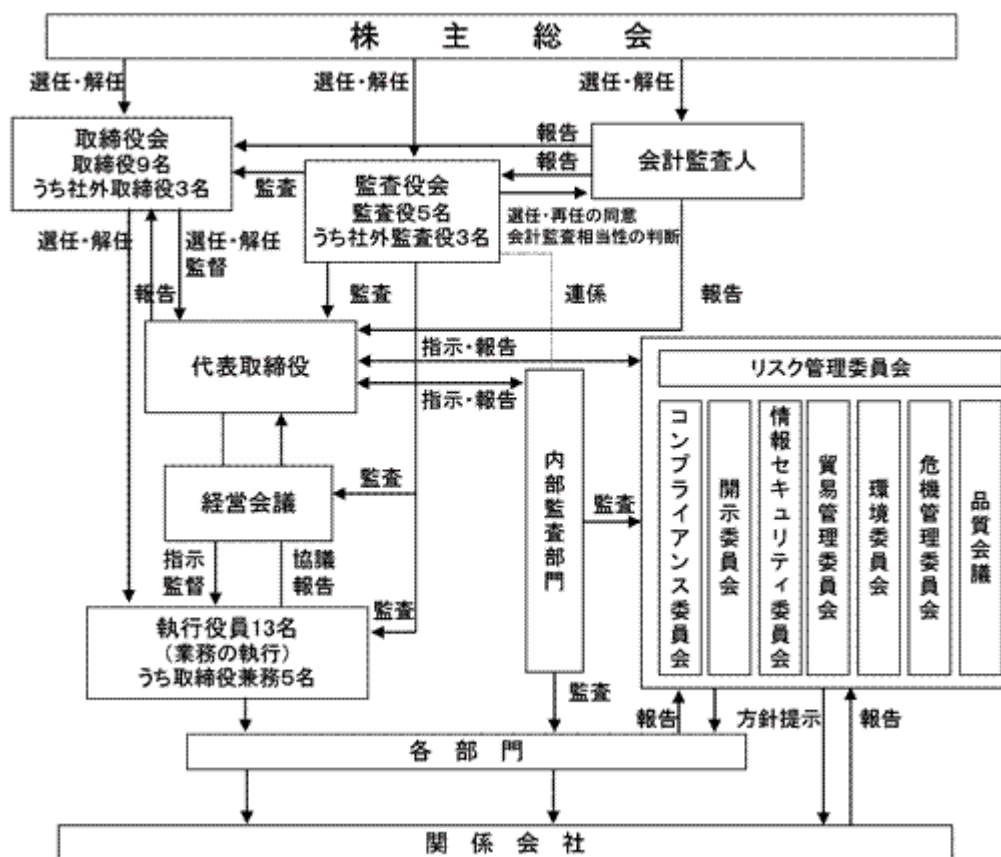 株主総会
選任・解任
選任・解任
選任・解任
取締役会
取締役9名
うち社外取締役3名
報告
報告
会計監査人
監査
監査役会
監査役5名
うち社外監査役3名
選任・再任の同意
会計監査相当性の判断
選任・解任
選任・解任
監督
報告
監査
連係
報告
代表取締役
指示・報告
指示・報告
リスク管理委員会
コンプライアンス委員会
開示委員会
情報セキュリティ委員会
貿易管理委員会
環境委員会
危機管理委員会
品質会議
内部監査部門
監査
経営会議
監査
指示
監督
協議
報告
監査
執行役員13名
(業務の執行)
うち取締役兼務5名
監査
報告
方針提示
報告
各部門
関係会社